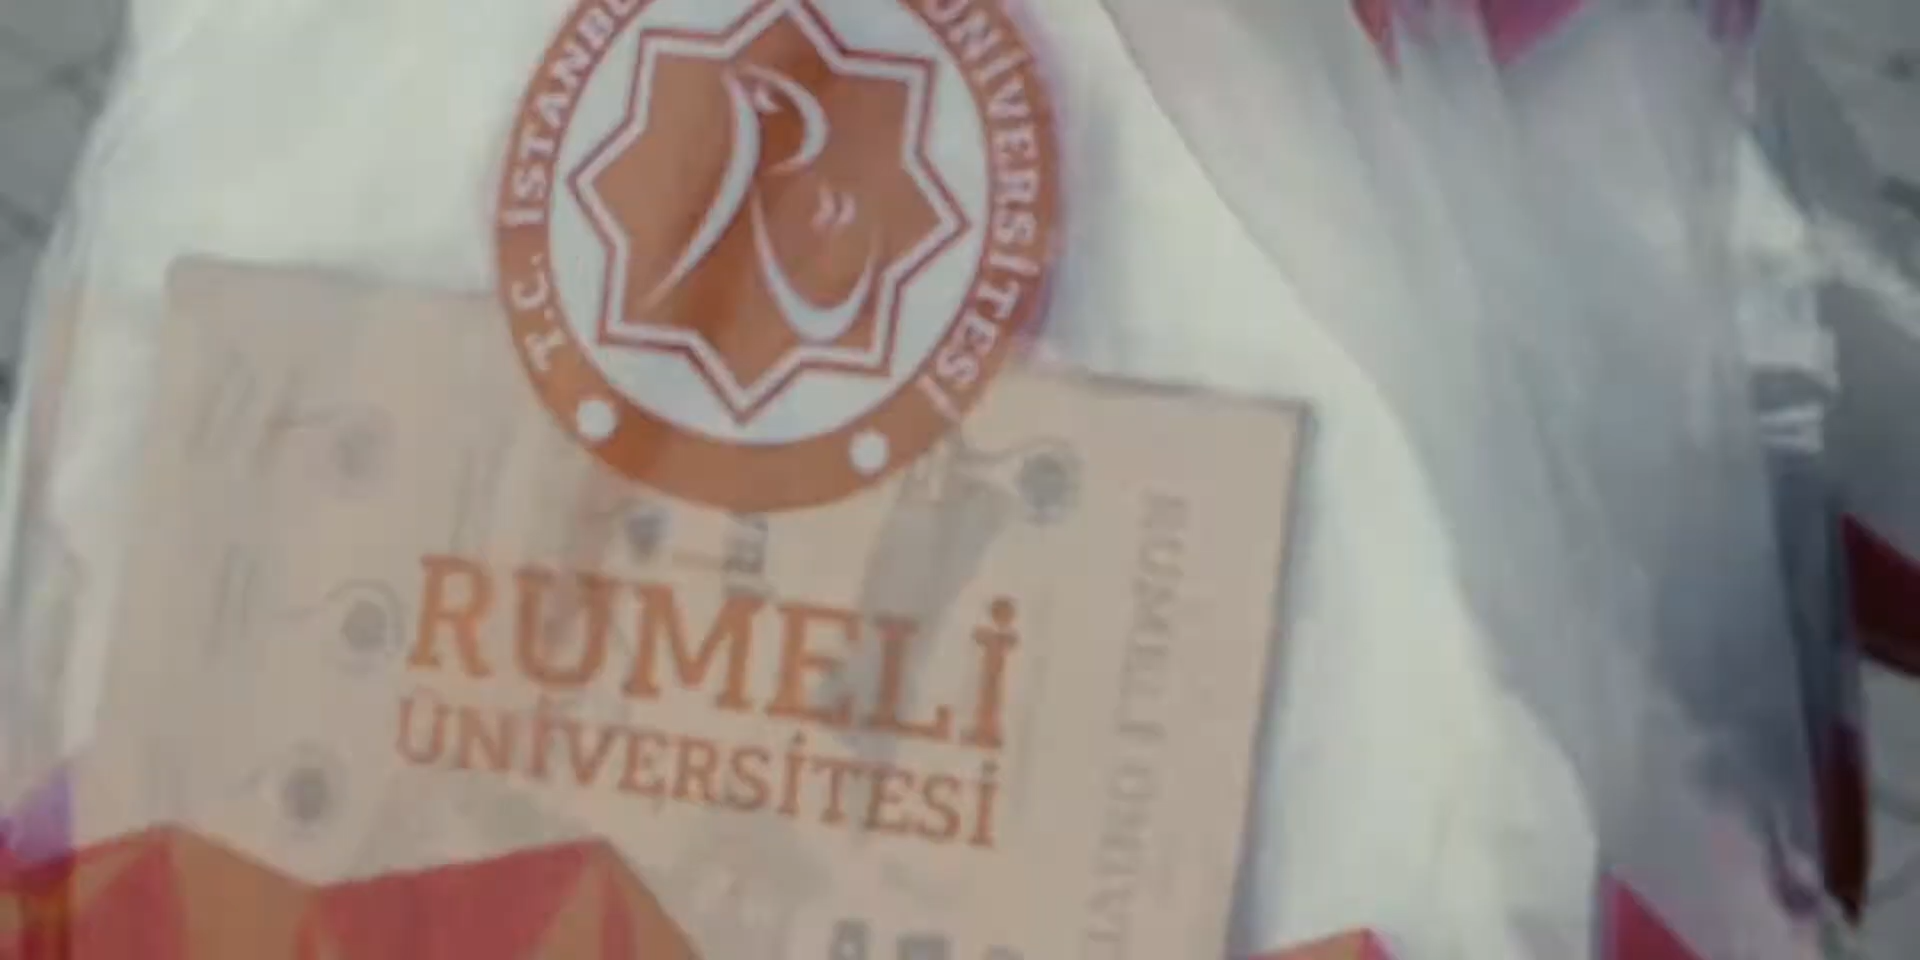 T.C. İSTANBUL ÜNİVERSİTESİ
RUMELİ
ÜNİVERSİTESİ
RUMELI